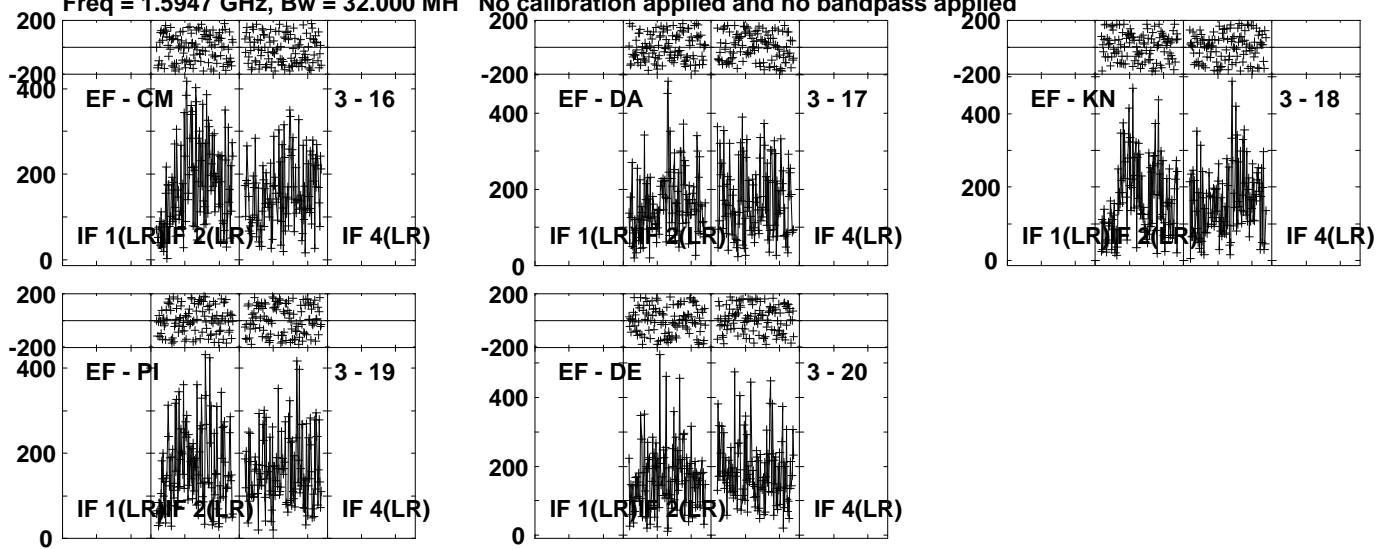 Freq = 1.5947 GHz, Bw = 32.000 MH No calibration applied and no bandpass applied
200
-200
EF - CM
3 - 16
400
200
0
IF 1(LR)
IF 2(LR)
IF 4(LR)
200
-200
EF - DA
3 - 17
400
200
0
IF 1(LR)
IF 2(LR)
IF 4(LR)
200
-200
EF - KN
3 - 18
400
200
0
IF 1(LR)
IF 2(LR)
IF 4(LR)
200
-200
EF - PI
3 - 19
400
200
0
IF 1(LR)
IF 2(LR)
IF 4(LR)
200
-200
EF - DE
3 - 20
400
200
0
IF 1(LR)
IF 2(LR)
IF 4(LR)